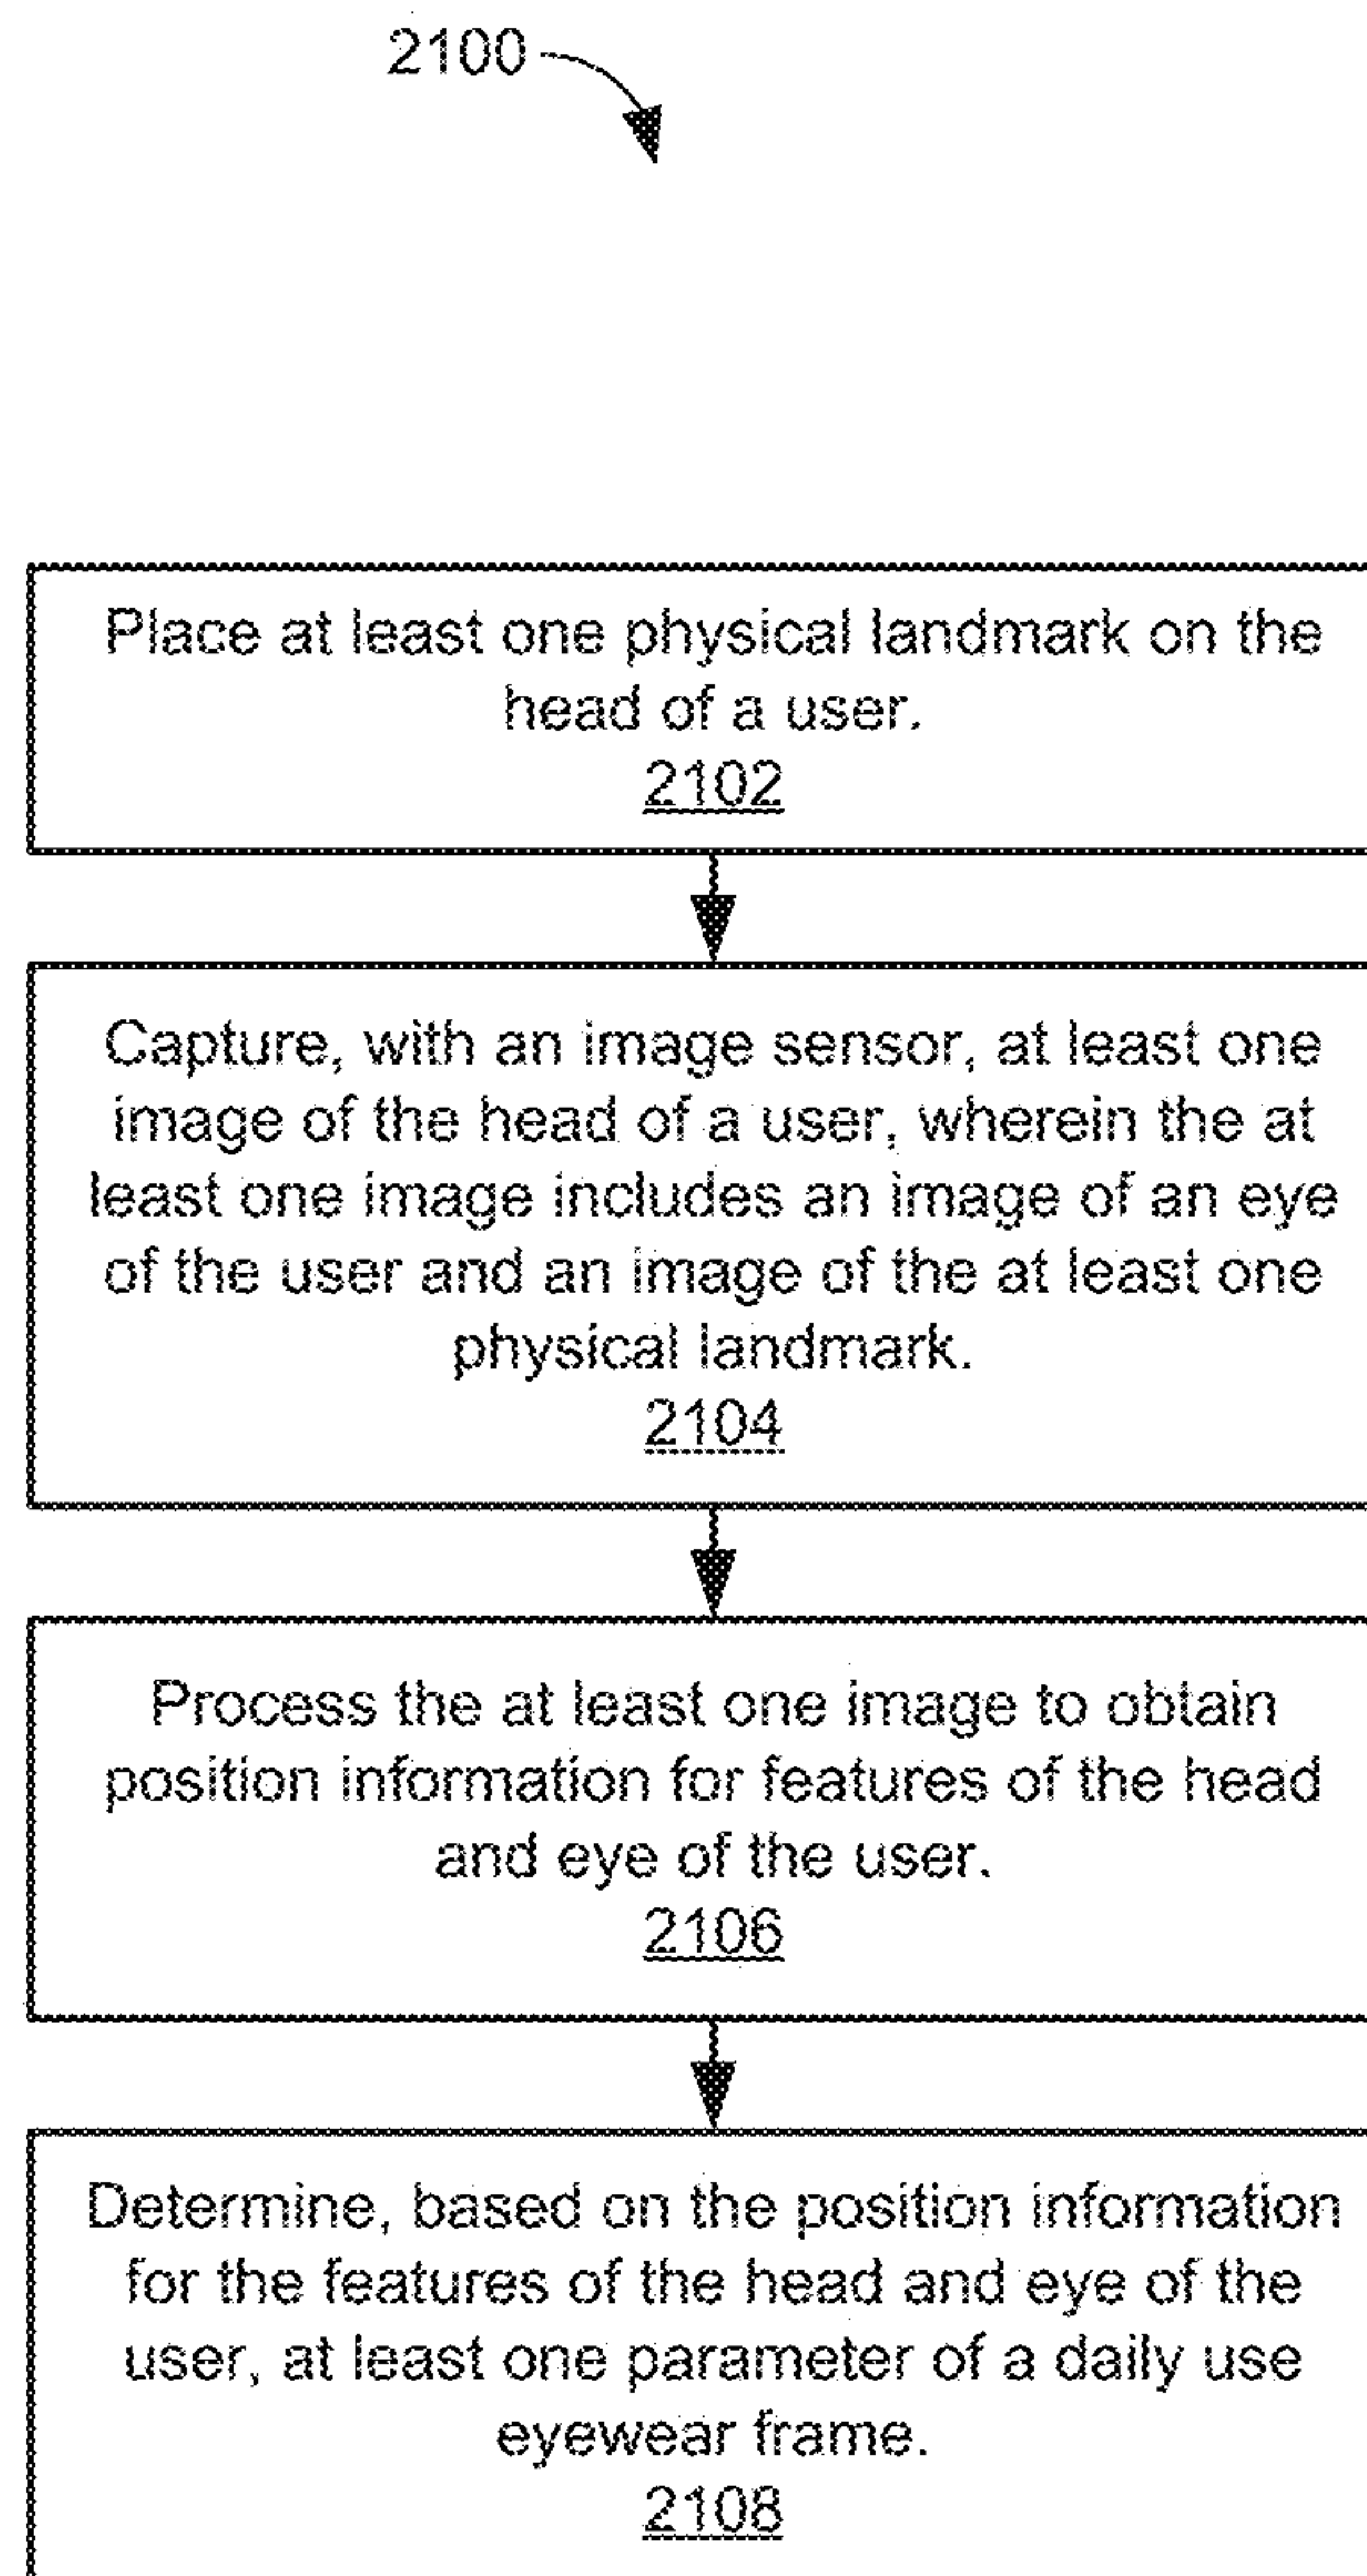 2100
Place at least one physical landmark on the
head of a user.
2102
Capture, with an image sensor, at least one
image of the head of a user, wherein the at
least one image includes an image of an eye
of the user and an image of the at least one
physical landmark.
2104
Process the at least one image to obtain
position information for features of the head
and eye of the user.
2106
Determine, based on the position information
for the features of the head and eye of the
user, at least one parameter of a daily use
eyewear frame.
2108